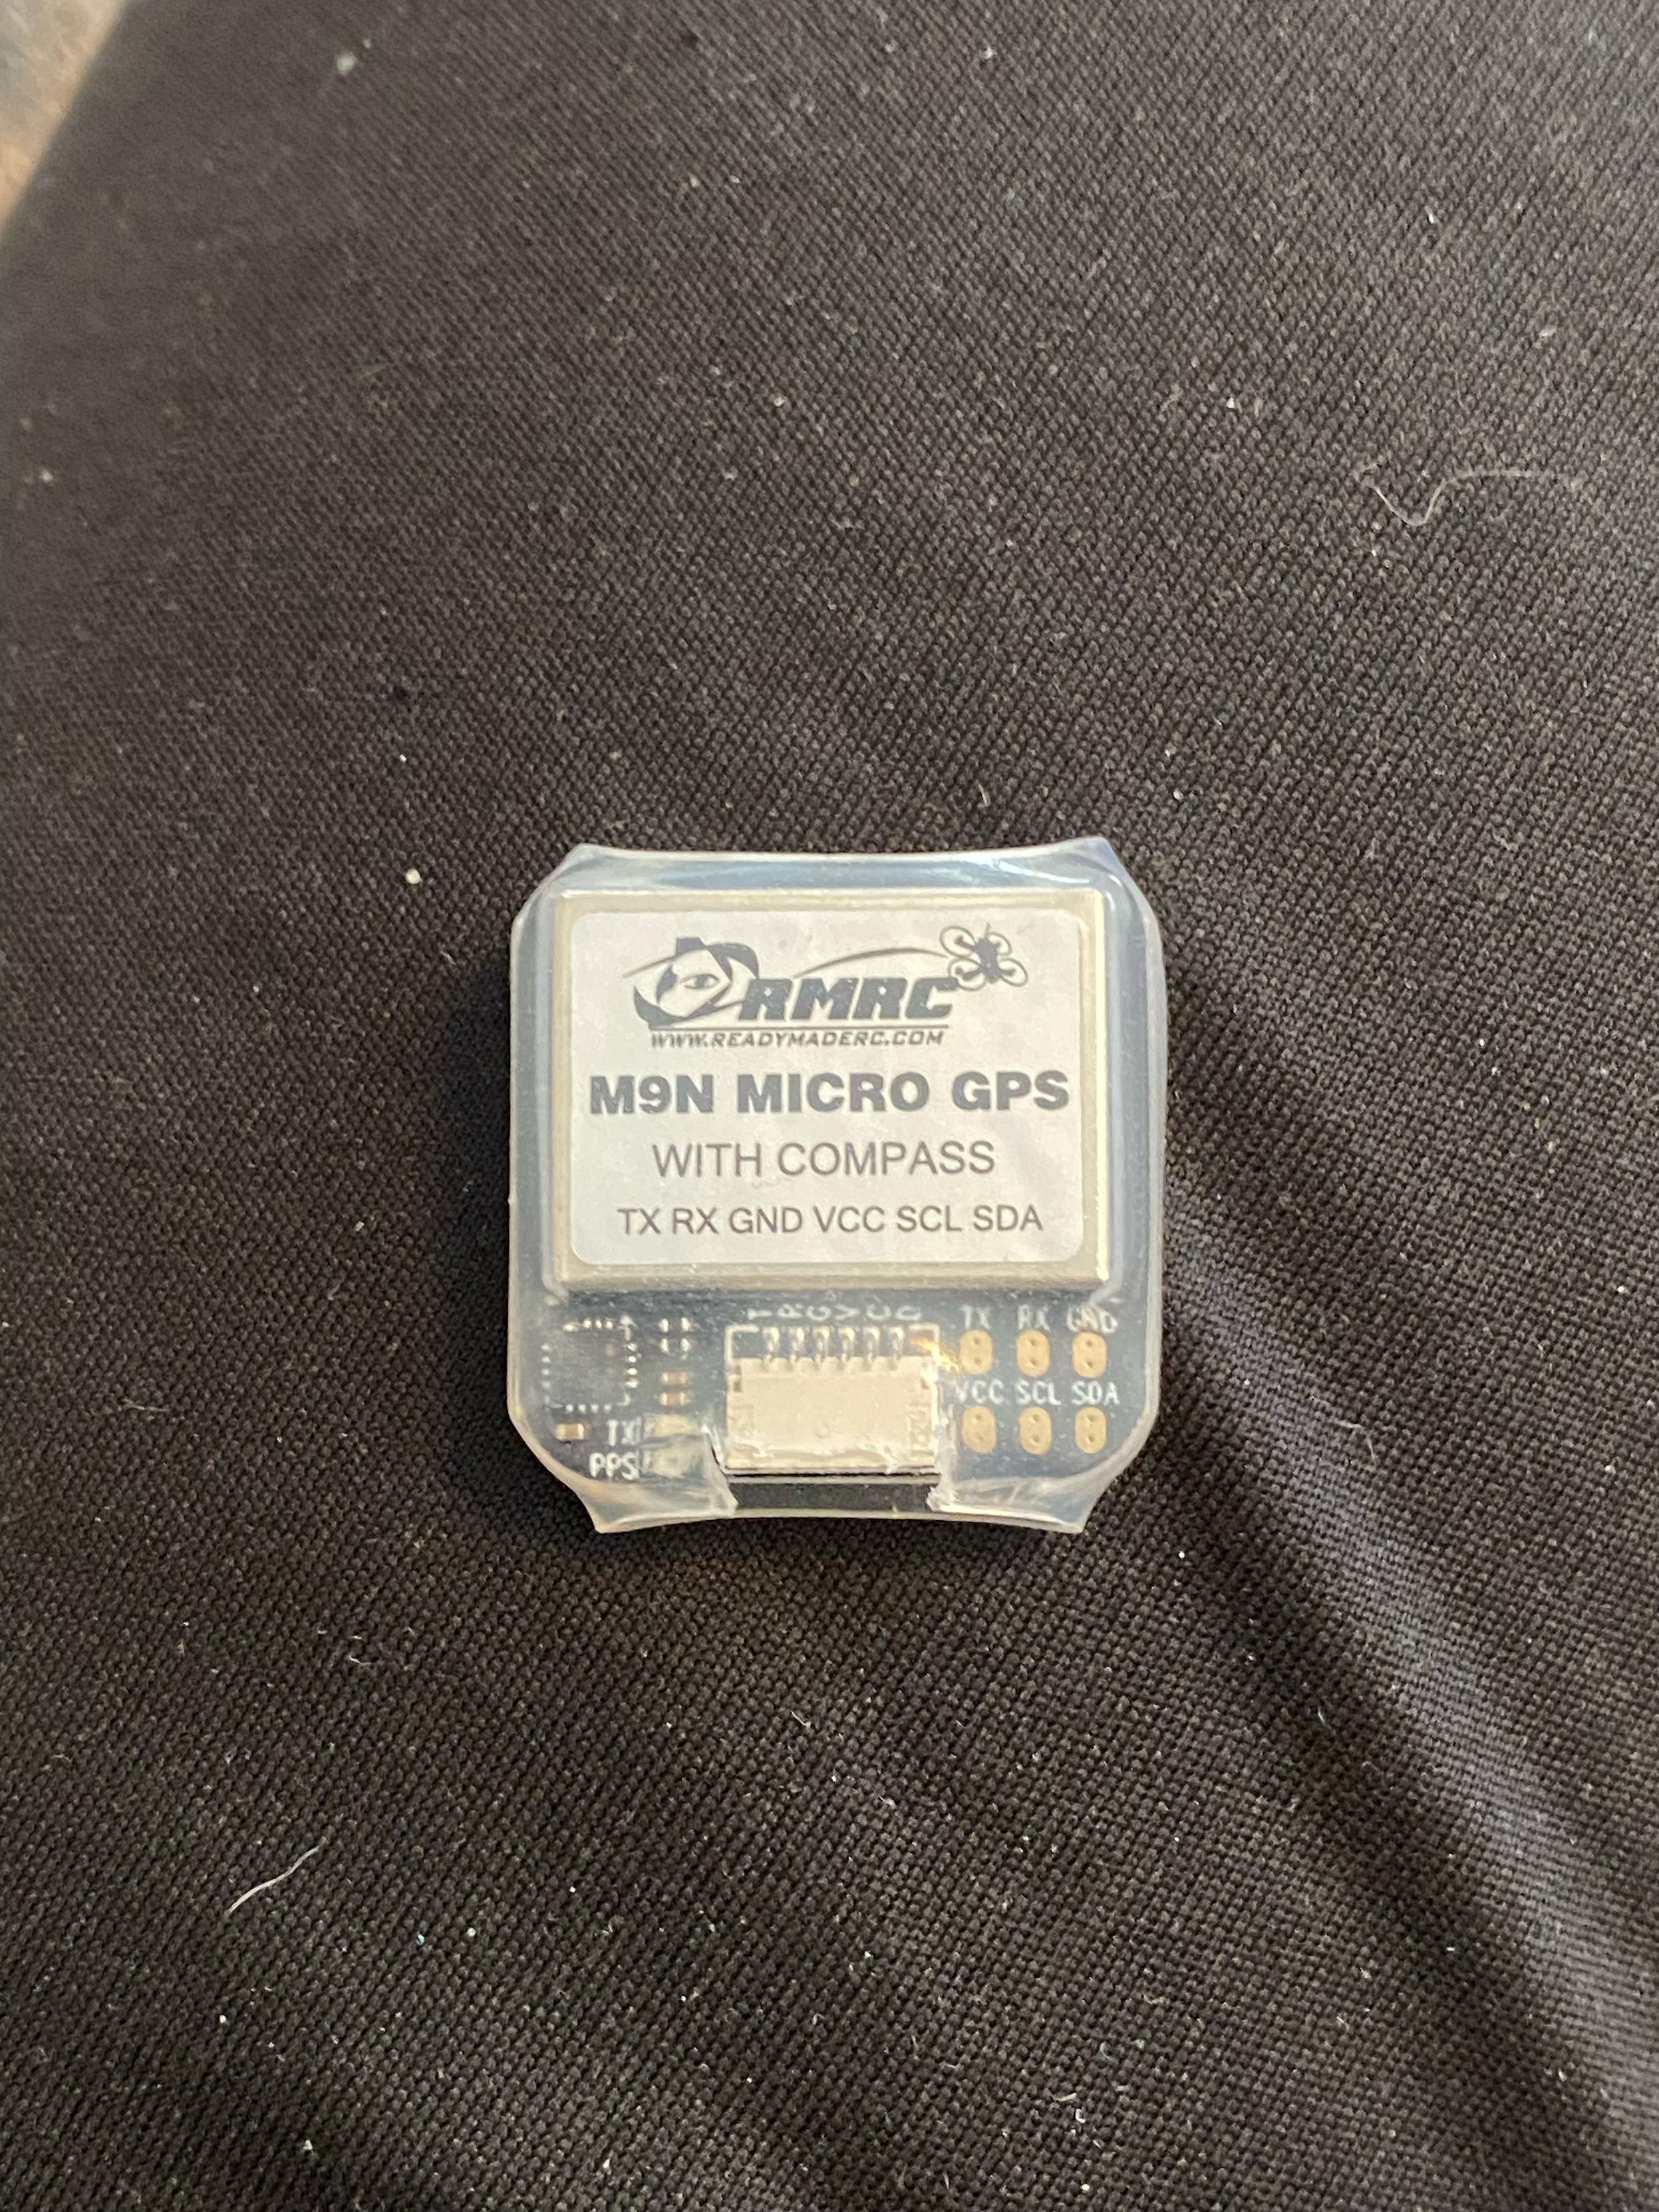 RMRC
WWW.READYMADERC.COM
M9N MICRO GPS
WITH COMPASS
TX RX GND VCC SCL SDA
T R G V C D
TX RX GND
VCC SCL SDA
TX
PPS